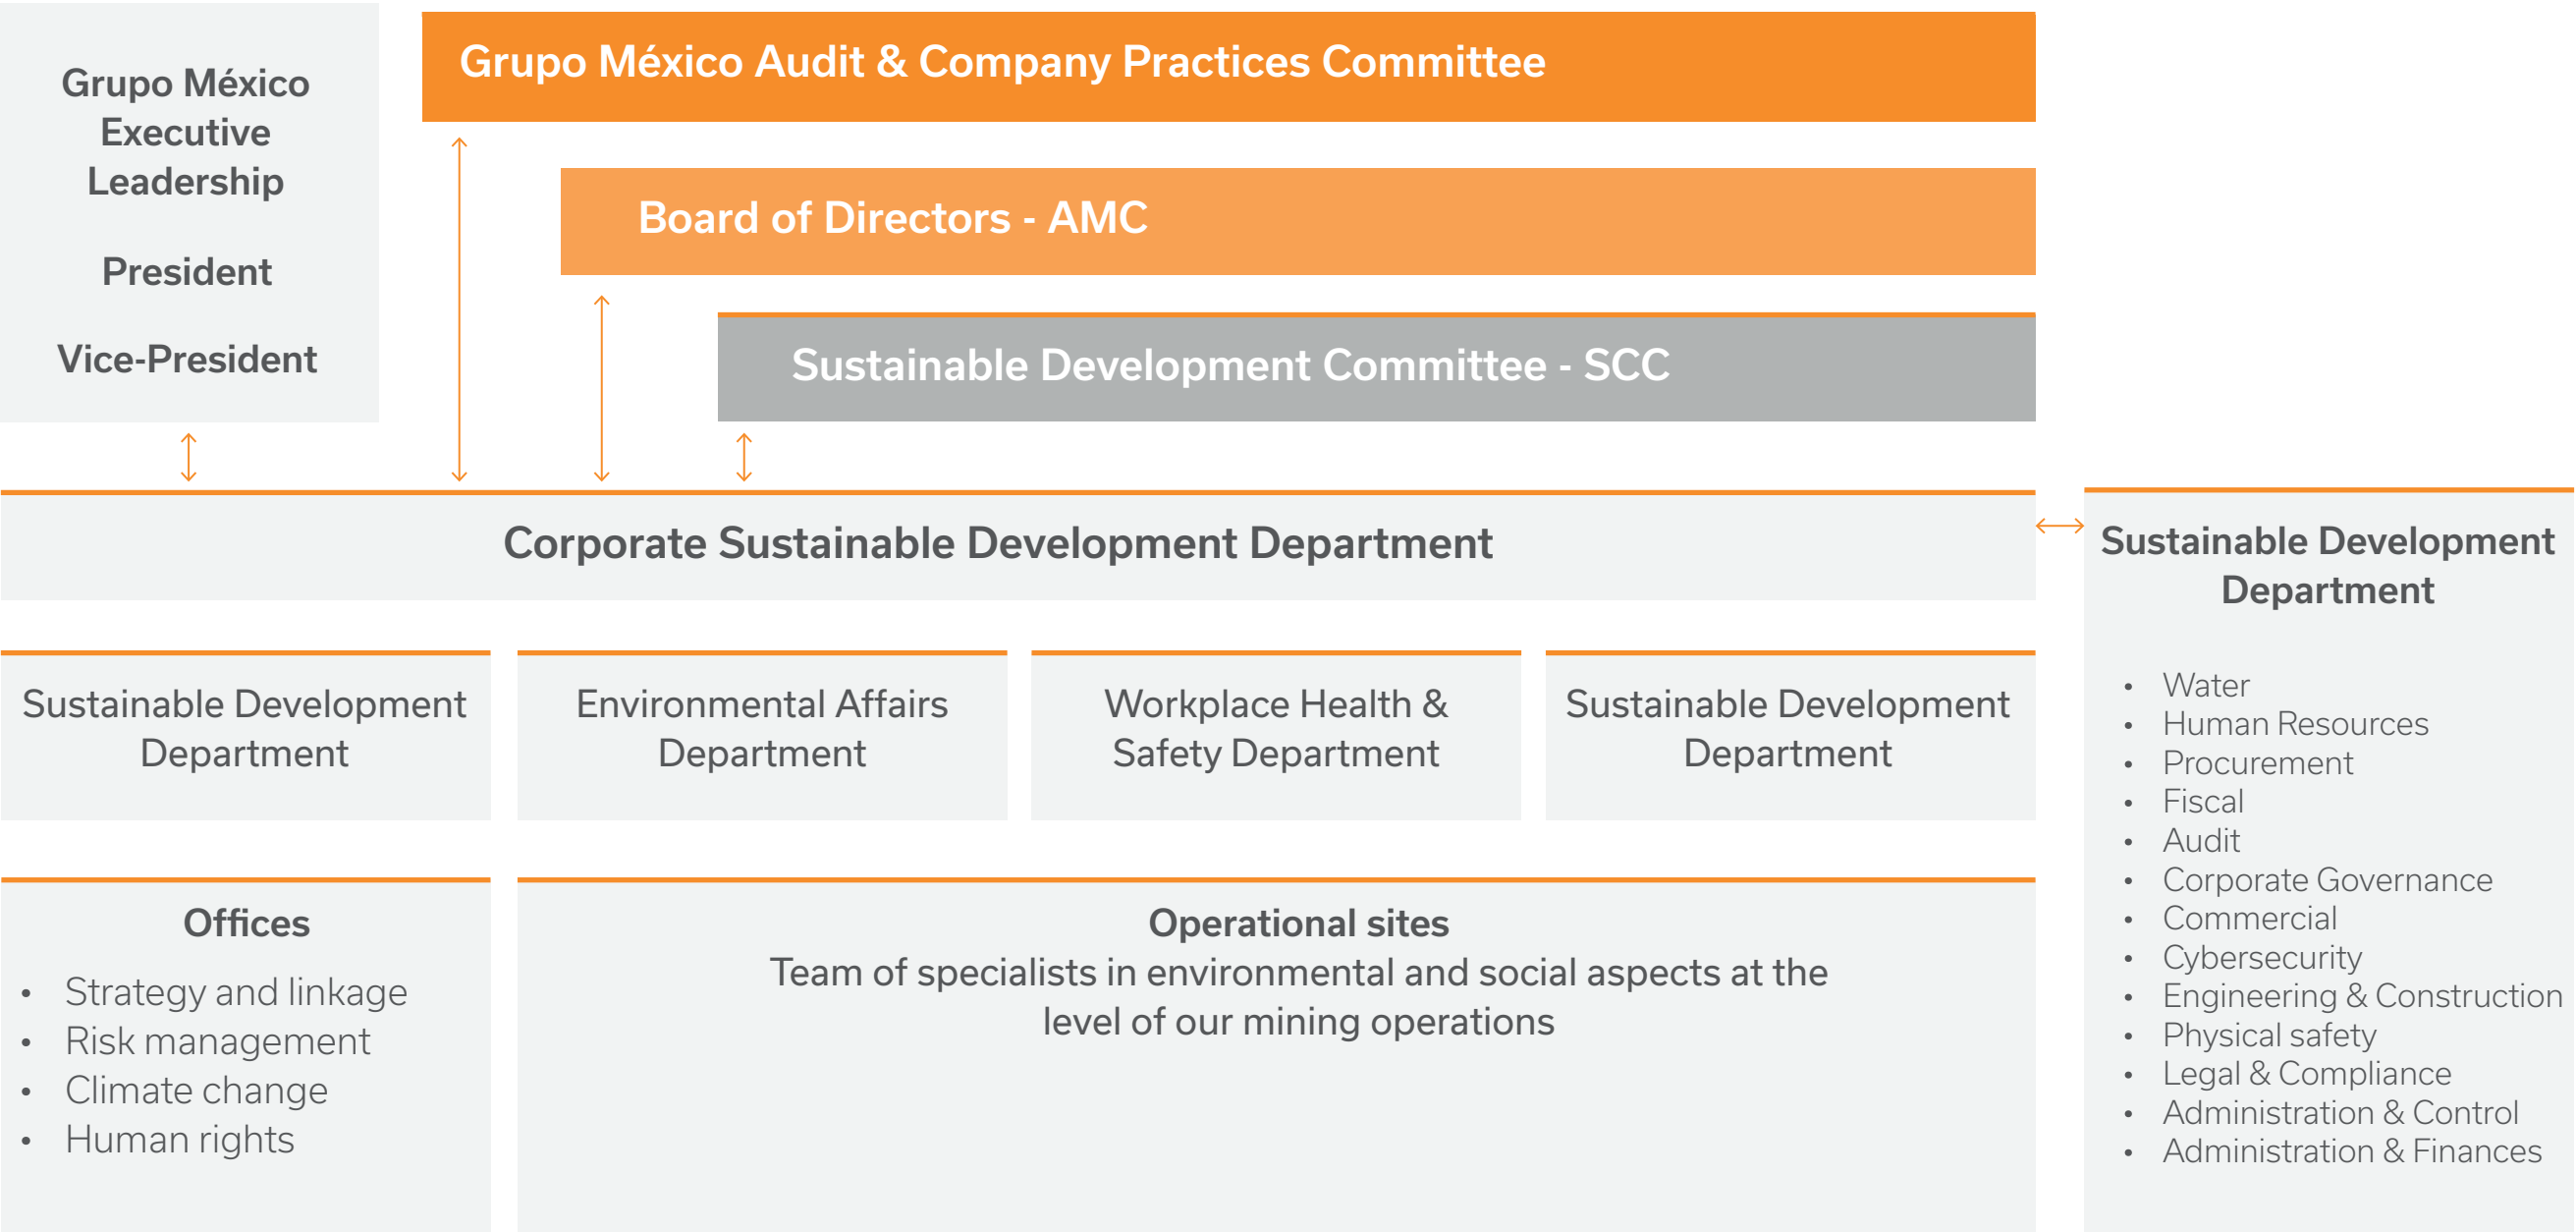 Grupo México
Executive
Leadership
President
Vice-President
Grupo México Audit & Company Practices Committee
Board of Directors - AMC
Sustainable Development Committee - SCC
Corporate Sustainable Development Department
Sustainable Development
Department
Environmental Affairs
Department
Workplace Health &
Safety Department
Sustainable Development
Department
Offices
• Strategy and linkage
• Risk management
• Climate change
• Human rights
Operational sites
Team of specialists in environmental and social aspects at the
level of our mining operations
Sustainable Development
Department
• Water
• Human Resources
• Procurement
• Fiscal
• Audit
• Corporate Governance
• Commercial
• Cybersecurity
• Engineering & Construction
• Physical safety
• Legal & Compliance
• Administration & Control
• Administration & Finances